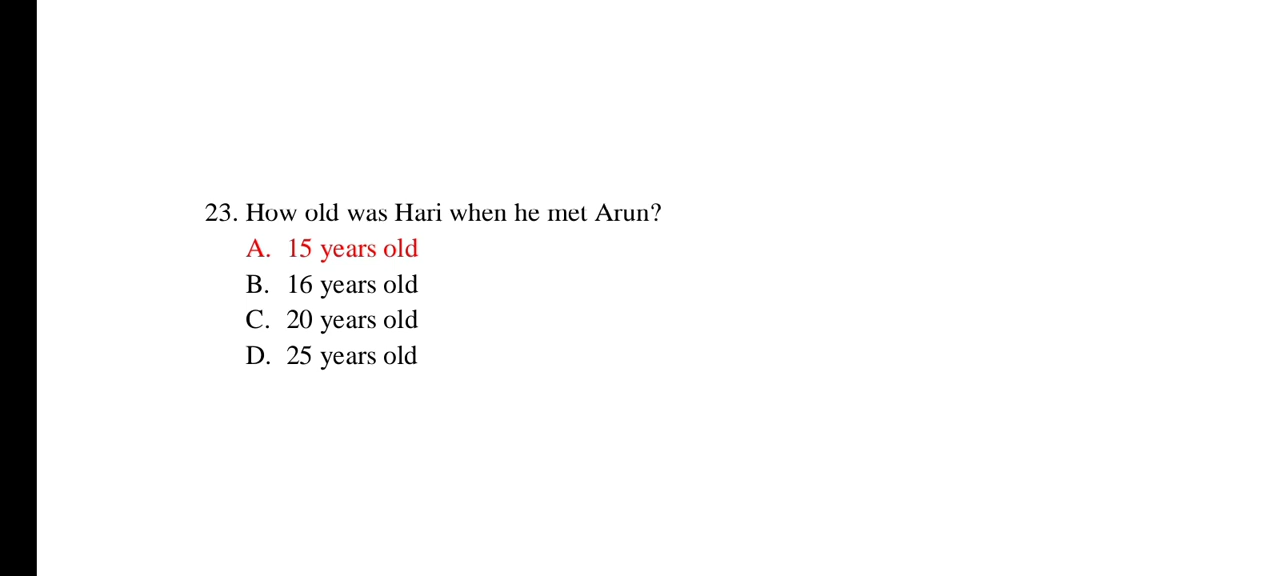 23. How old was Hari when he met Arun?
A. 15 years old
B. 16 years old
C. 20 years old
D. 25 years old